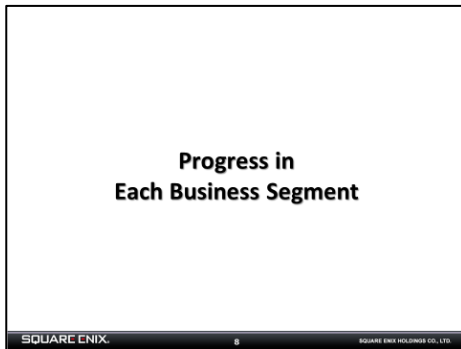 Progress in
Each Business Segment
SQUARE ENIX.
8
SQUARE ENIX HOLDINGS CO., LTD.